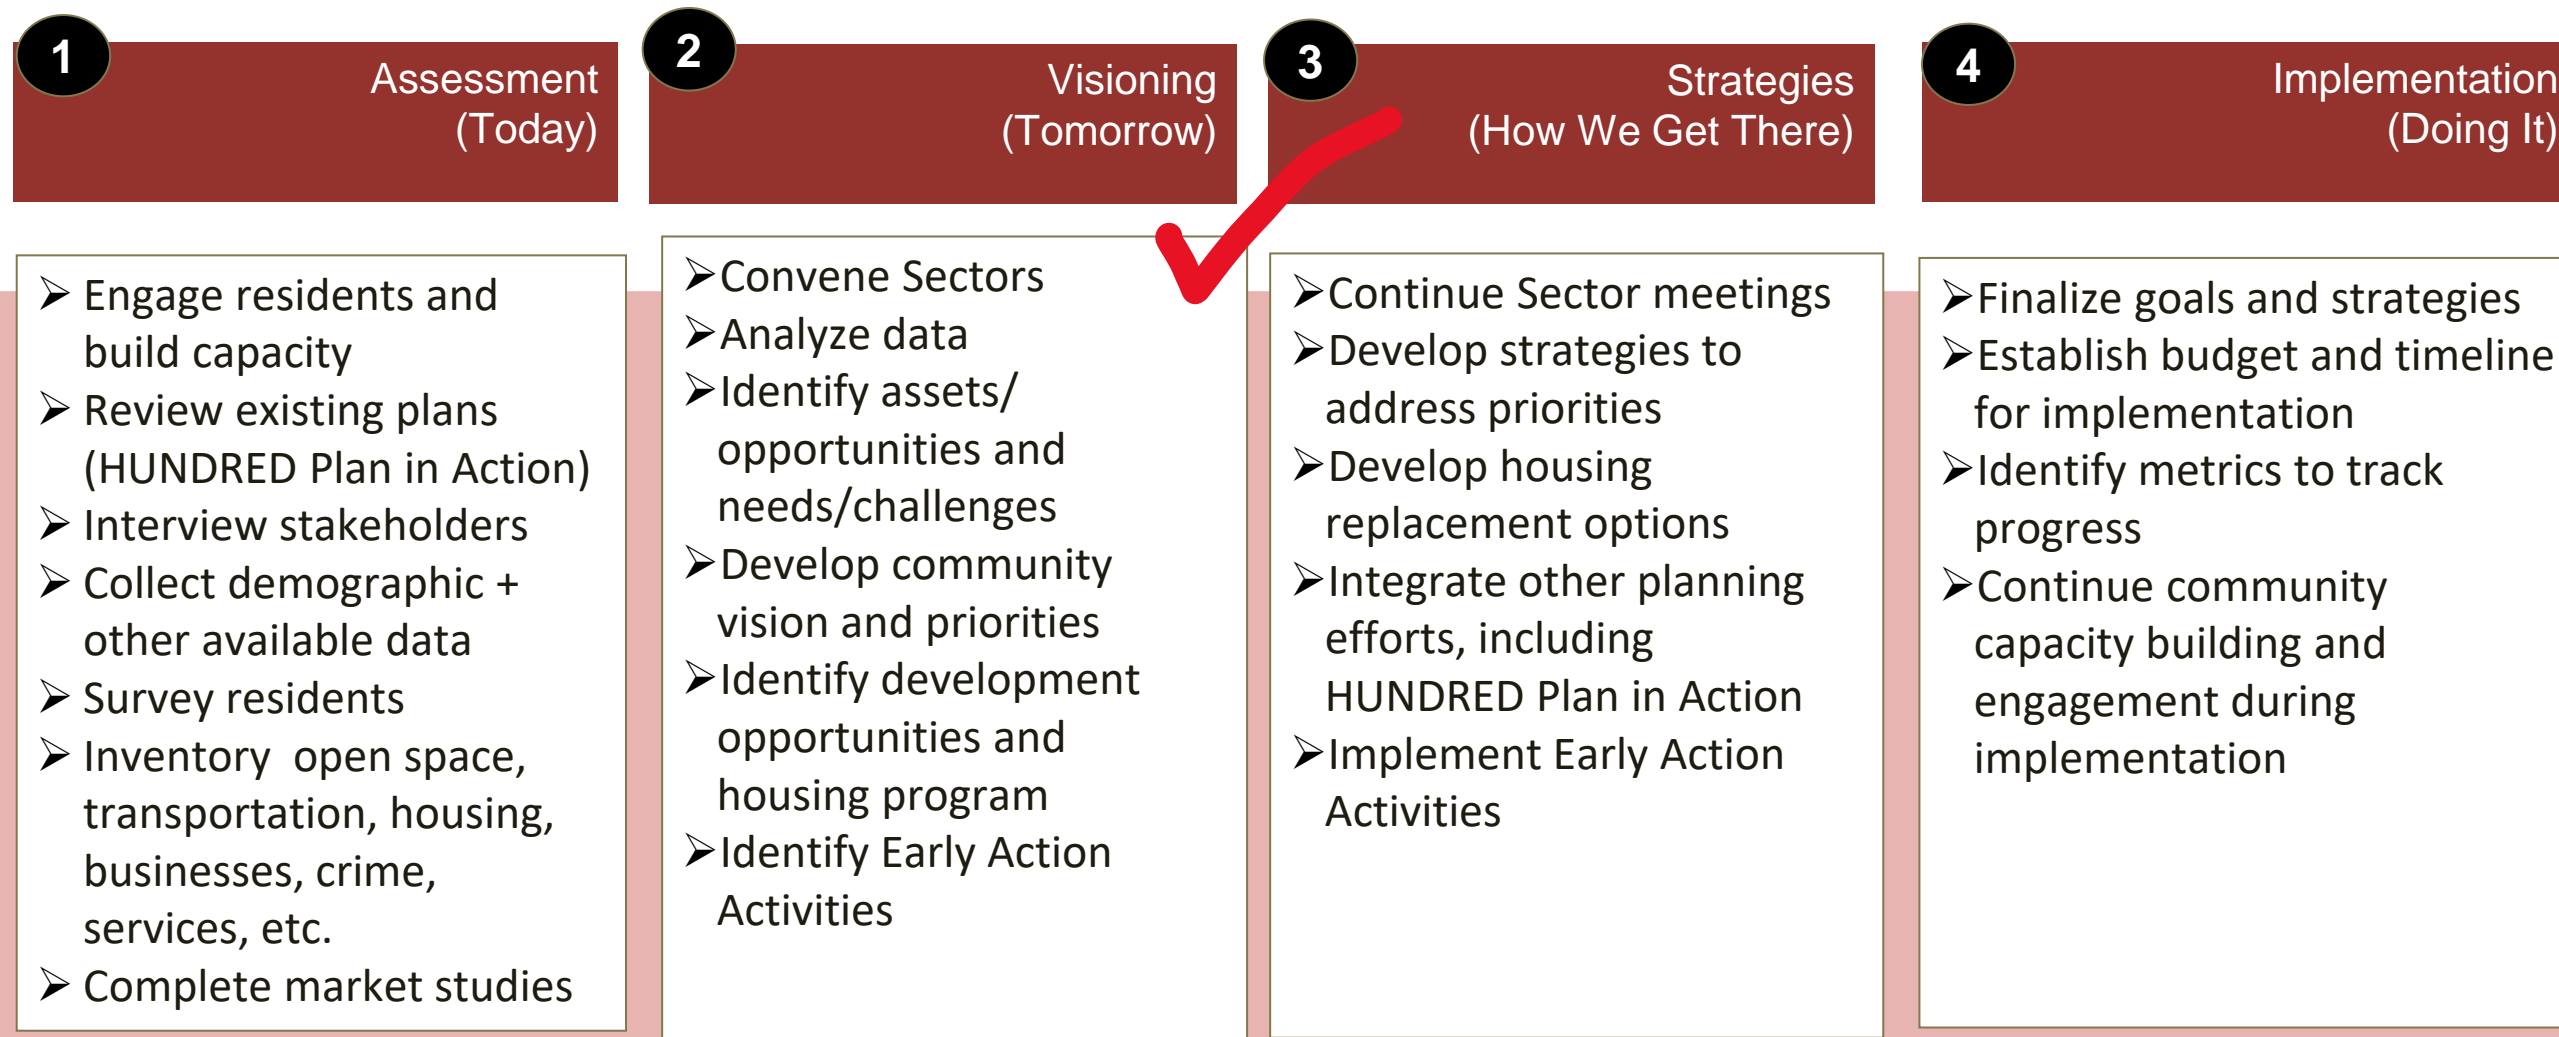 1
Assessment
(Today)
➢ Engage residents and
build capacity
➢ Review existing plans
(HUNDRED Plan in Action)
➢ Interview stakeholders
➢ Collect demographic +
other available data
➢ Survey residents
➢ Inventory open space,
transportation, housing,
businesses, crime,
services, etc.
➢ Complete market studies
2
Visioning
(Tomorrow)
➢Convene Sectors
➢Analyze data
➢Identify assets/
opportunities and
needs/challenges
➢Develop community
vision and priorities
➢Identify development
opportunities and
housing program
➢Identify Early Action
Activities
3
Strategies
(How We Get There)
➢Continue Sector meetings
➢Develop strategies to
address priorities
➢Develop housing
replacement options
➢Integrate other planning
efforts, including
HUNDRED Plan in Action
➢Implement Early Action
Activities
4
Implementation
(Doing It)
➢Finalize goals and strategies
➢Establish budget and timeline
for implementation
➢Identify metrics to track
progress
➢Continue community
capacity building and
engagement during
implementation